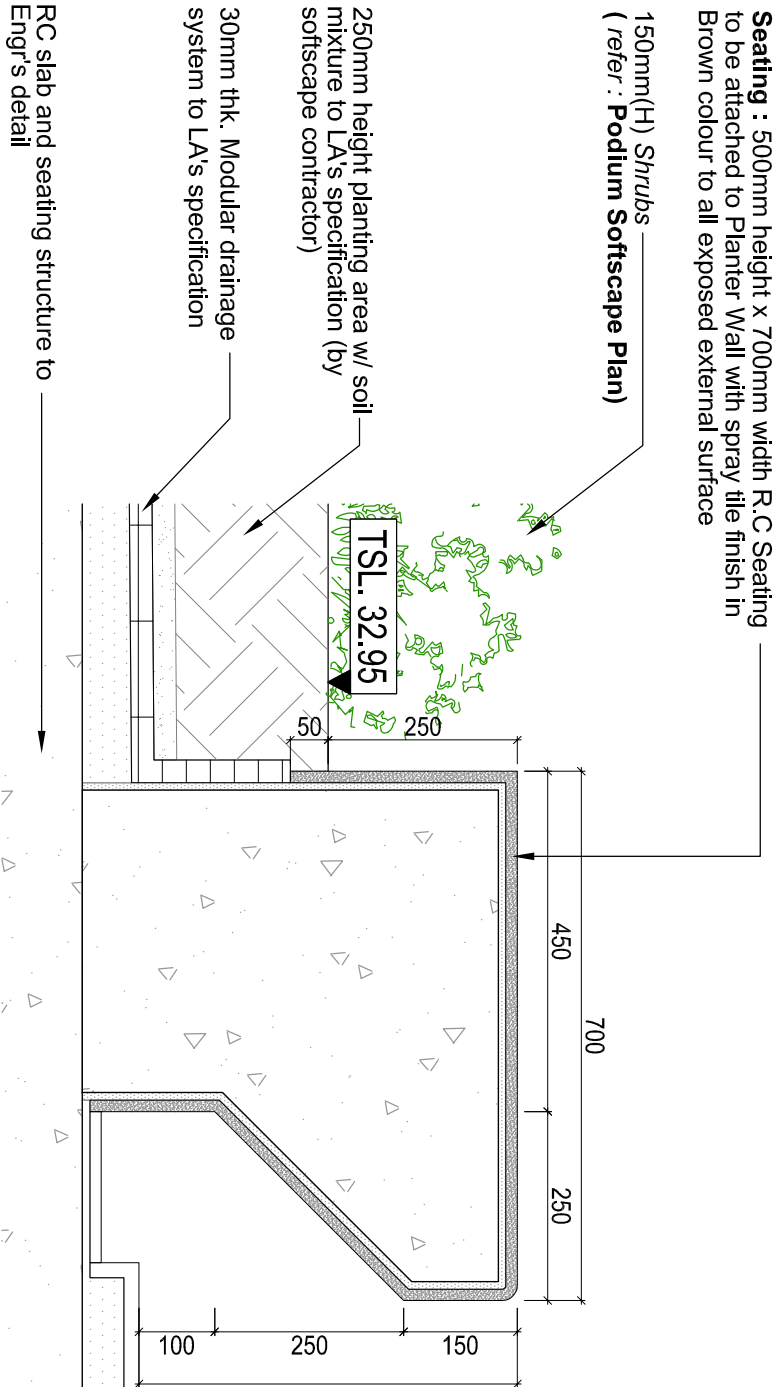 Seating : 500mm height x 700mm width R.C Seating
to be attached to Planter Wall with spray tile finish in
Brown colour to all exposed external surface
150mm(H) Shrubs
( refer : Podium Softscape Plan)
250mm height planting area w/ soil
mixture to LA's specification (by
softscape contractor)
30mm thk. Modular drainage
system to LA's specification
RC slab and seating structure to
Engr's detail
TSL. 32.95
50
250
450
250
700
100
250
150